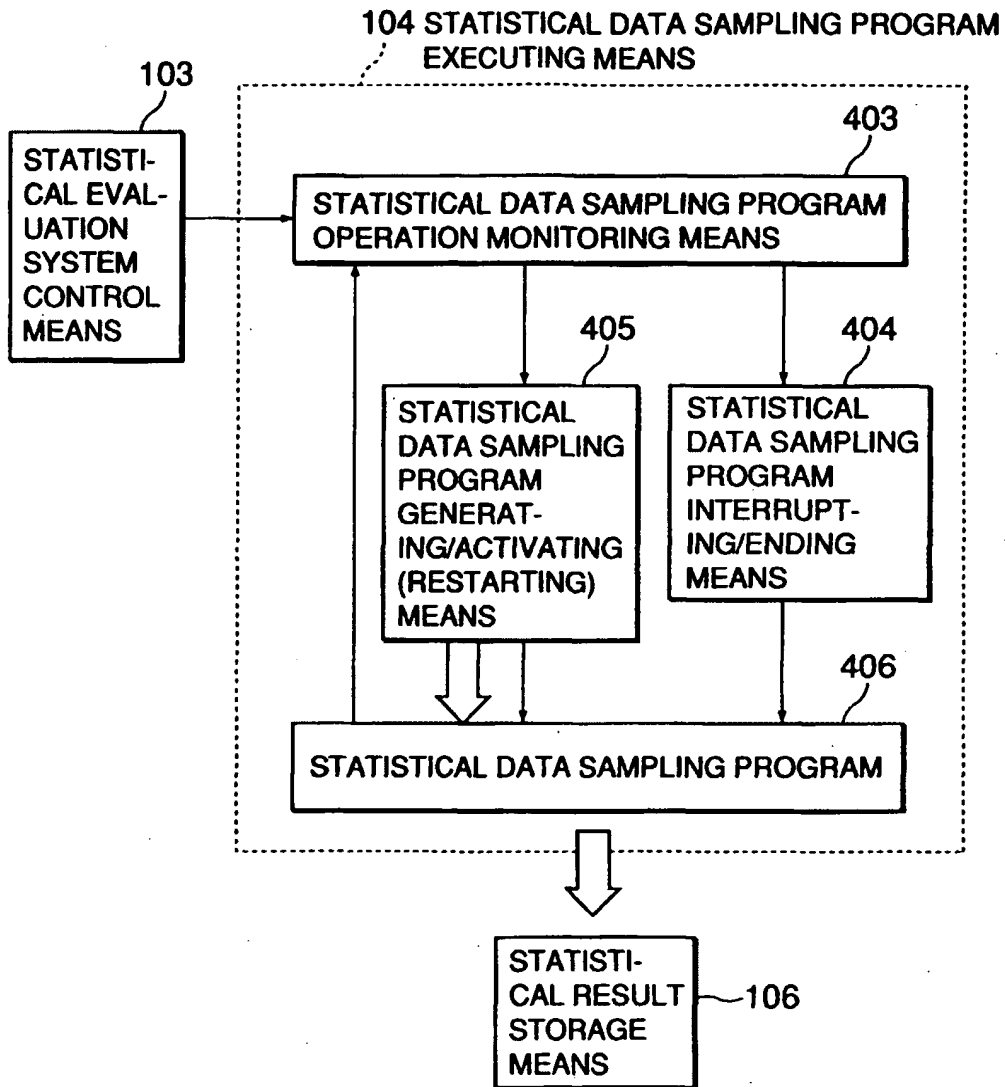 104 STATISTICAL DATA SAMPLING PROGRAM
EXECUTING MEANS
103
STATISTI-
CAL EVAL-
UATION
SYSTEM
CONTROL
MEANS
403
STATISTICAL DATA SAMPLING PROGRAM
OPERATION MONITORING MEANS
405
STATISTICAL
DATA SAMPLING
PROGRAM
GENERAT-
ING/ACTIVATING
(RESTARTING)
MEANS
404
STATISTICAL
DATA SAMPLING
PROGRAM
INTERRUPT-
ING/ENDING
MEANS
406
STATISTICAL DATA SAMPLING PROGRAM
STATISTI-
CAL RESULT
STORAGE
MEANS
106